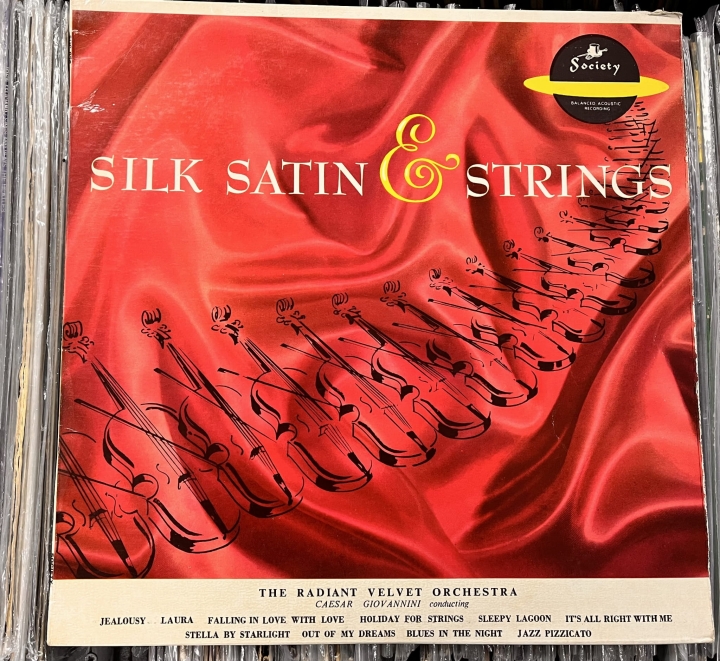 Society
BALANCED ACOUSTIC
RECORDING
SILK SATIN & STRINGS
THE RADIANT VELVET ORCHESTRA
CAESAR GIOVANNINI conducting
JEALOUSY LAURA FALLING IN LOVE WITH LOVE HOLIDAY FOR STRINGS SLEEPY LAGOON IT'S ALL RIGHT WITH ME
STELLA BY STARLIGHT OUT OF MY DREAMS BLUES IN THE NIGHT JAZZ PIZZICATO